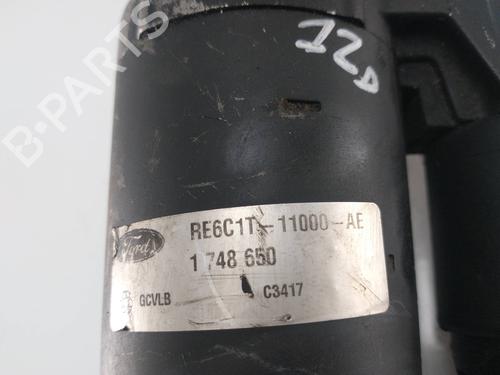 12D
B-PARTS
Ford
RE6C1T-11000-AE
1 748 650
GCVLB C3417